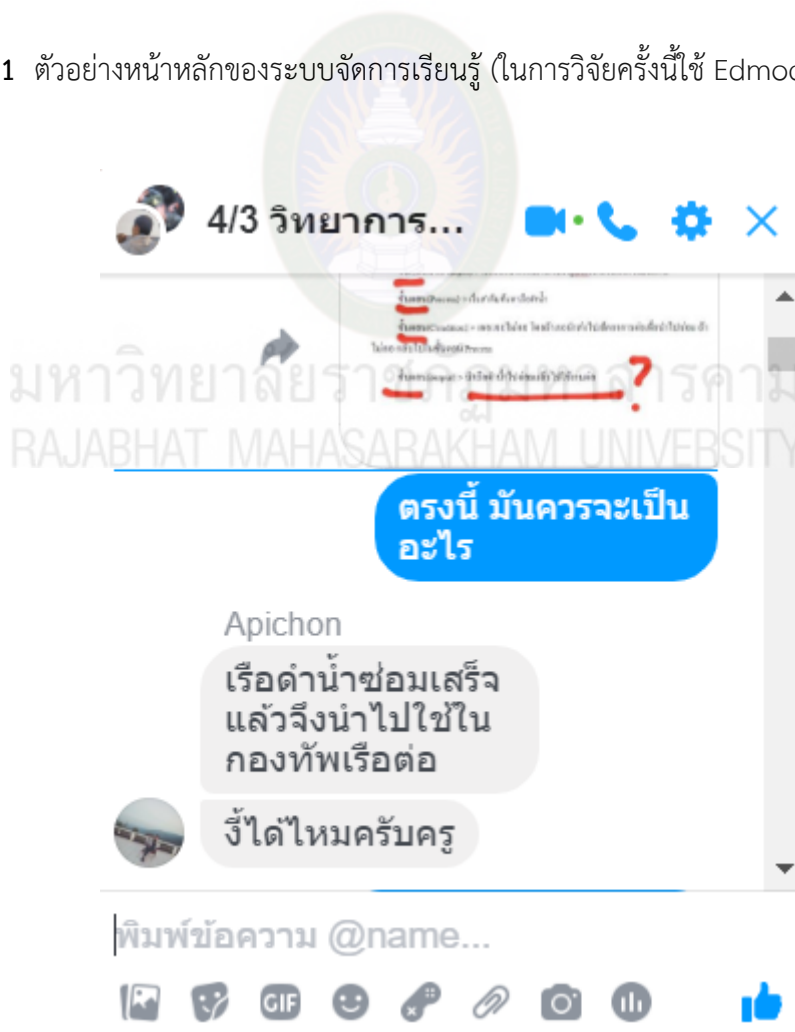 1 ตัวอย่างหน้าหลักของระบบจัดการเรียนรู้ (ในการวิจัยครั้งนี้ใช้ Edmod
4/3 วิทยาการ...
?
มหาวิทยาลัยราชภัฏมหาสารคาม
RAJABHAT MAHASARAKHAM UNIVERSITY
ตรงนี้ มันควรจะเป็น
อะไร
Apichon
เรือดำน้ำซ่อมเสร็จ
แล้วจึงนำไปใช้ใน
กองทัพเรือต่อ
งี้ได้ไหมครับครู
พิมพ์ข้อความ @name...
GIF